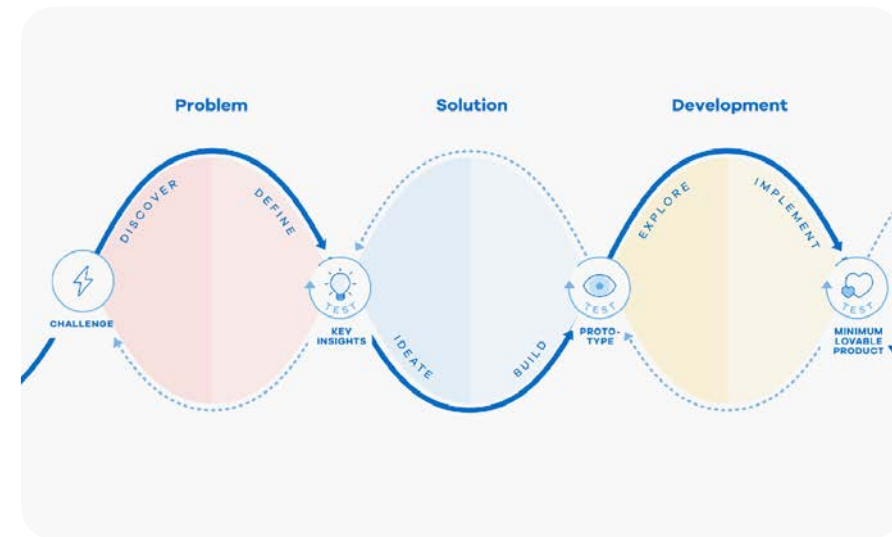 Problem
Solution
Development
DISCOVER
DEFINE
EXPLORE
IMPLEMENT
CHALLENGE
TEST
KEY
INSIGHTS
IDEATE
BUILD
TEST
PROTO-
TYPE
TEST
MINIMUM
LOVABLE
PRODUCT